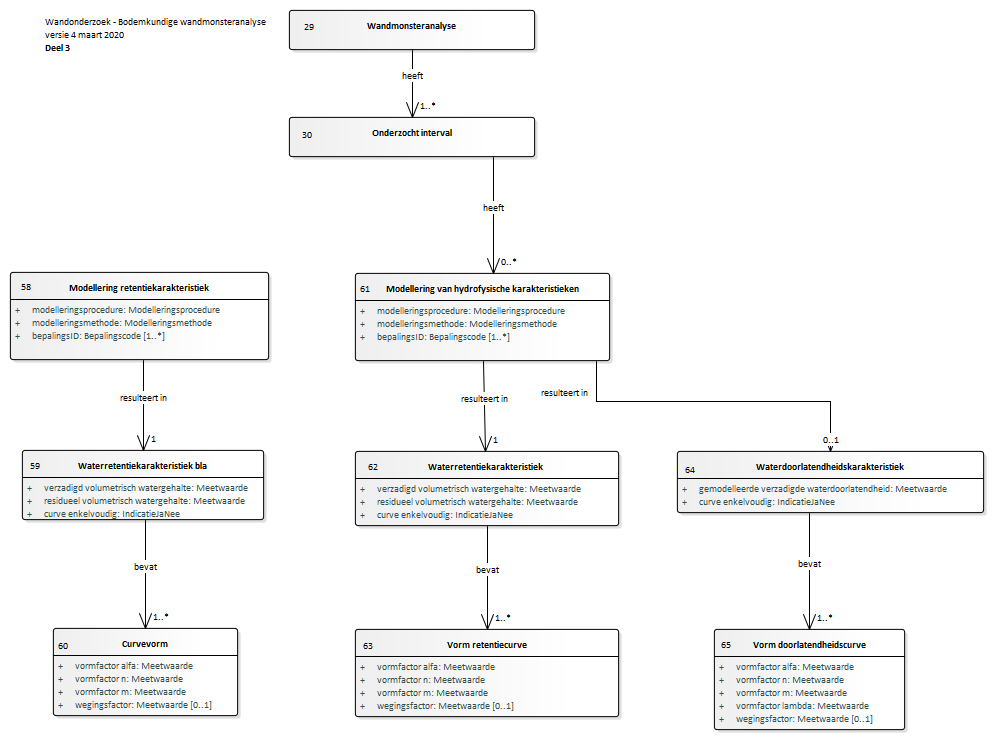 Wandonderzoek - Bodemkundige wandmonsteranalyse
versie 4 maart 2020
Deel 3
29 Wandmonsteranalyse
heeft
1..*
30 Onderzocht interval
heeft
0..*
58 Modellering retentiekarakteristiek
+ modelleringsprocedure: Modelleringsprocedure
+ modelleringsmethode: Modelleringsmethode
+ bepalingsID: Bepalingscode [1..*]
61 Modellering van hydrofysische karakteristieken
+ modelleringsprocedure: Modelleringsprocedure
+ modelleringsmethode: Modelleringsmethode
+ bepalingsID: Bepalingscode [1..*]
resulteert in
1
resulteert in
1
resulteert in
0..1
59 Waterretentiekarakteristiek bla
+ verzadigd volumetrisch watergehalte: Meetwaarde
+ residueel volumetrisch watergehalte: Meetwaarde
+ curve enkelvoudig: IndicatieJaNee
62 Waterretentiekarakteristiek
+ verzadigd volumetrisch watergehalte: Meetwaarde
+ residueel volumetrisch watergehalte: Meetwaarde
+ curve enkelvoudig: IndicatieJaNee
64 Waterdoorlatendheidskarakteristiek
+ gemodelleerde verzadigde waterdoorlatendheid: Meetwaarde
+ curve enkelvoudig: IndicatieJaNee
bevat
1..*
bevat
1..*
bevat
1..*
60 Curvevorm
+ vormfactor alfa: Meetwaarde
+ vormfactor n: Meetwaarde
+ vormfactor m: Meetwaarde
+ wegingsfactor: Meetwaarde [0..1]
63 Vorm retentiecurve
+ vormfactor alfa: Meetwaarde
+ vormfactor n: Meetwaarde
+ vormfactor m: Meetwaarde
+ wegingsfactor: Meetwaarde [0..1]
65 Vorm doorlatendheidscurve
+ vormfactor alfa: Meetwaarde
+ vormfactor n: Meetwaarde
+ vormfactor m: Meetwaarde
+ vormfactor lambda: Meetwaarde
+ wegingsfactor: Meetwaarde [0..1]